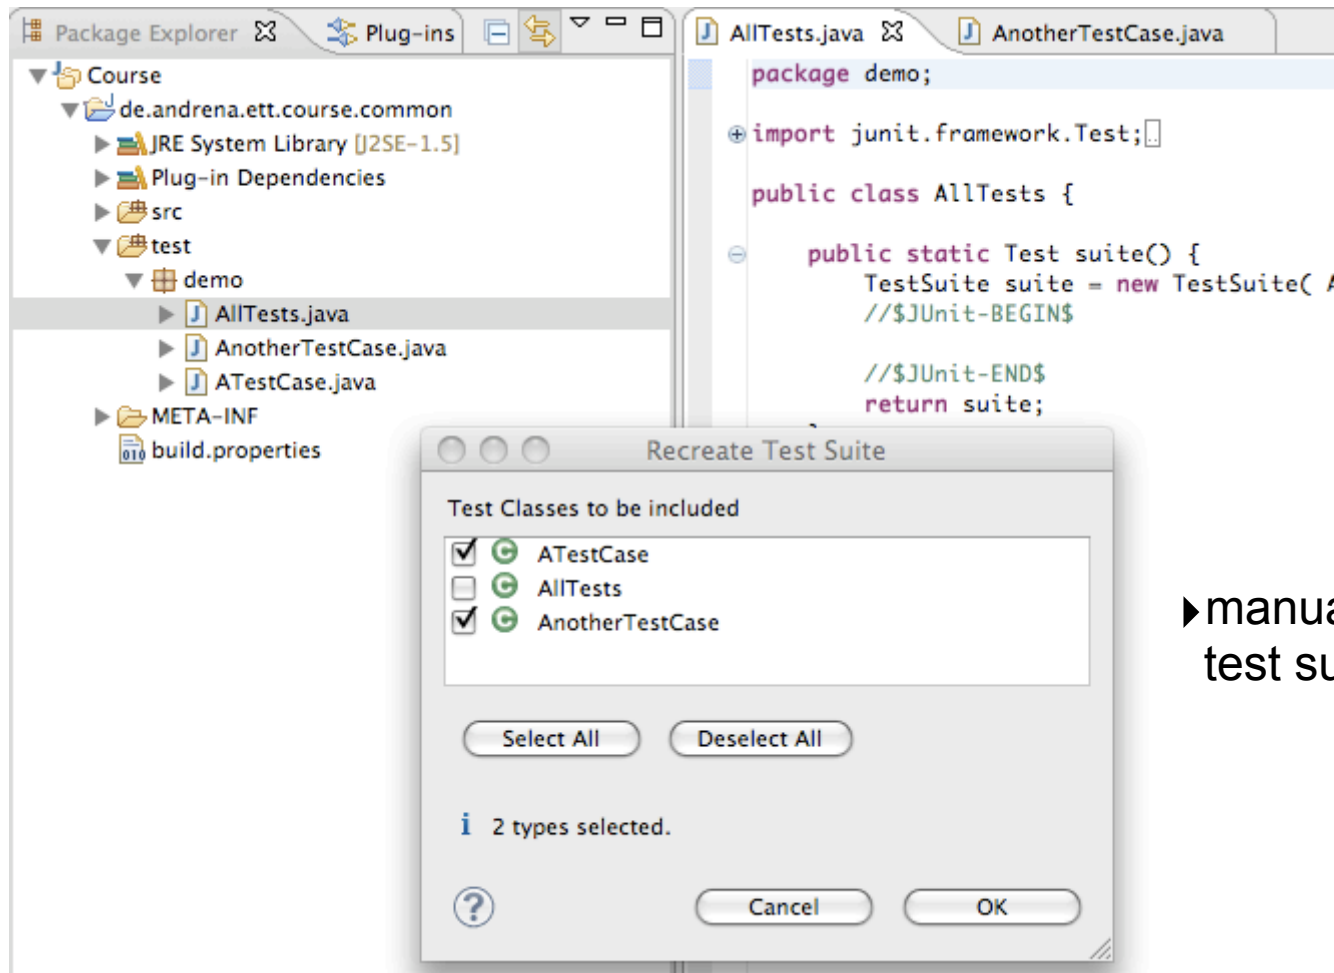 Package Explorer
Plug-ins
Course
de.andrena.ett.course.common
JRE System Library [J2SE-1.5]
Plug-in Dependencies
src
test
demo
AllTests.java
AnotherTestCase.java
ATestCase.java
META-INF
build.properties
AllTests.java
AnotherTestCase.java
package demo;
import junit.framework.Test;
public class AllTests {
public static Test suite() {
TestSuite suite = new TestSuite(
//$JUnit-BEGIN$
//$JUnit-END$
return suite;
Recreate Test Suite
Test Classes to be included
ATestCase
AllTests
AnotherTestCase
Select All
Deselect All
2 types selected.
Cancel
OK
test